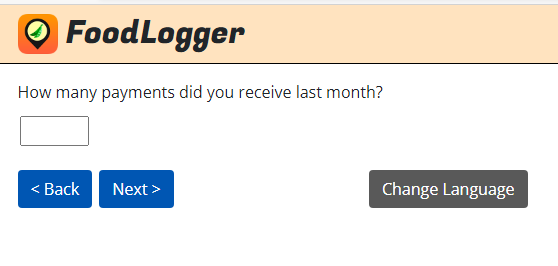 FoodLogger
How many payments did you receive last month?
< Back Next > Change Language